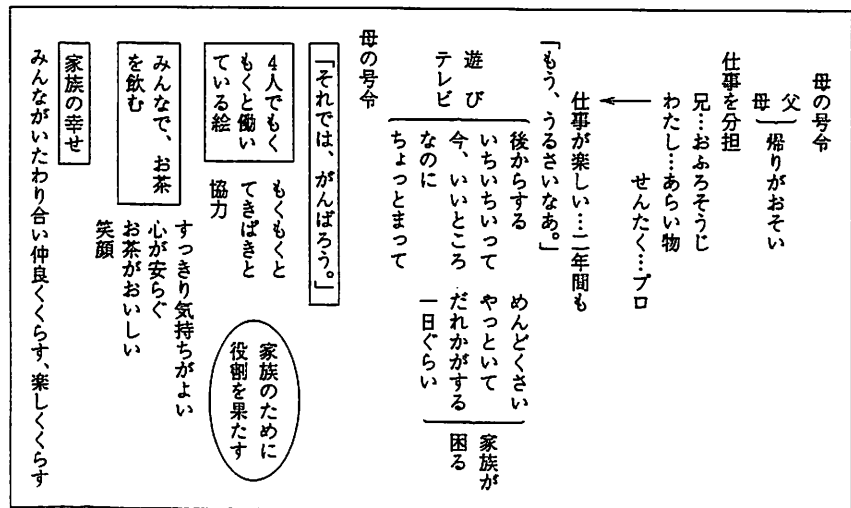 母の号令
父
母
帰りがおそい
仕事を分担
兄…おふろそうじ
わたし…あらい物
せんたく…プロ
仕事が楽しい…二年間も
「もう、うるさいなあ。」
遊び
テレビ
後からする
いちいちいって
今、いいところ
なのに
ちょっとまって
めんどくさい
やっといて
だれかがする
一日ぐらい
家族が
困る
母の号令
「それでは、がんばろう。」
4人でもく
もくと働い
ている絵
もくもくと
てきぱきと
協力
家族のために
役割を果たす
みんなで、お茶
を飲む
すっきり気持ちがよい
心が安らぐ
お茶がおいしい
笑顔
家族の幸せ
みんながいたわり合い仲良くくらす、楽しくくらす